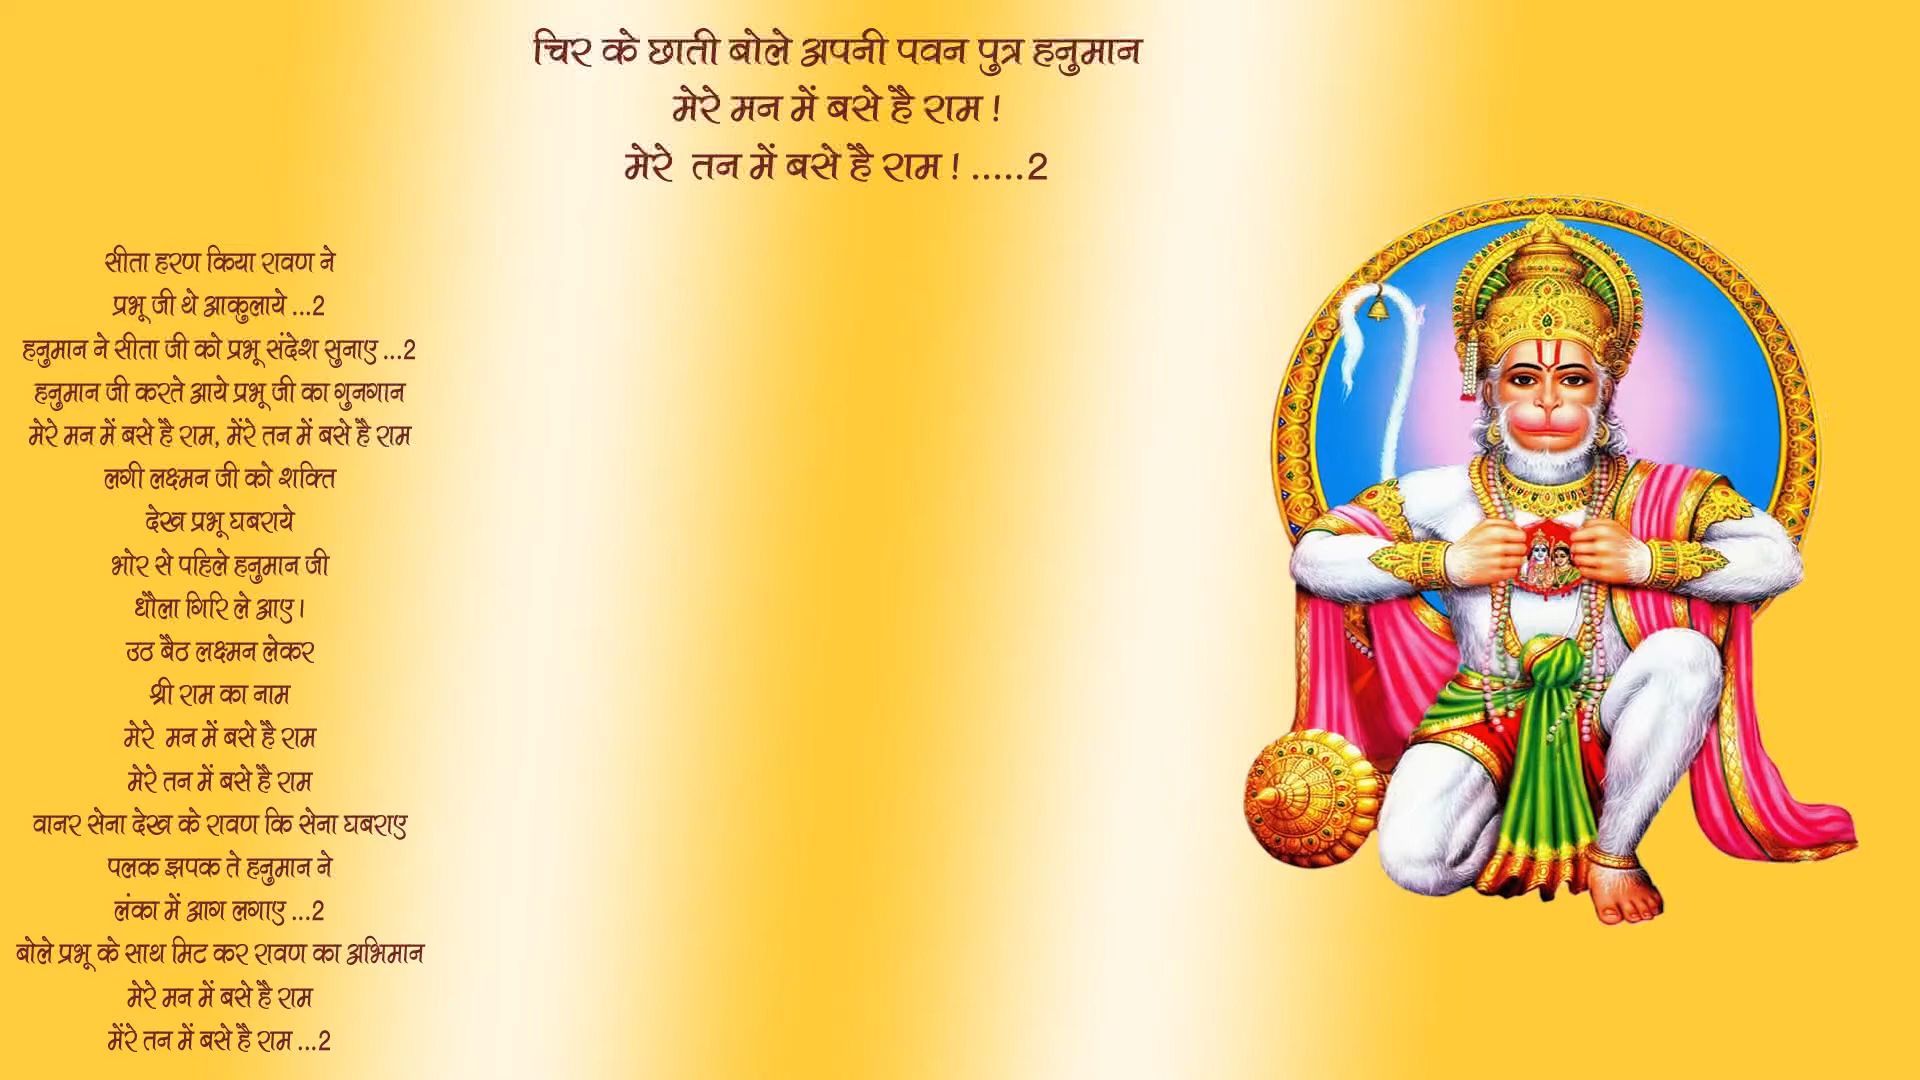 चिर के छाती बोले अपनी पवन पुत्र हनुमान
मेरे मन में बसे है राम !
मेरे तन में बसे है राम ! .....2
सीता हरण किया रावण ने
प्रभू जी थे आकुलाये ...2
हनुमान ने सीता जी को प्रभू संदेश सुनाए ...2
हनुमान जी करते आये प्रभू जी का गुनगान
मेरे मन में बसे है राम, मेंरे तन में बसे है राम
लगी लक्ष्मन जी को शक्ति
देख प्रभू घबराये
भोर से पहिले हनुमान जी
धौला गिरि ले आए।
उठ बैठ लक्ष्मन लेकर
श्री राम का नाम
मेरे मन में बसे है राम
मेरे तन में बसे है राम
वानर सेना देख के रावण कि सेना घबराए
पलक झपक ते हनुमान ने
लंका में आग लगाए ...2
बोले प्रभू के साथ मिट कर रावण का अभिमान
मेरे मन में बसे है राम
मेंरे तन में बसे है राम ...2